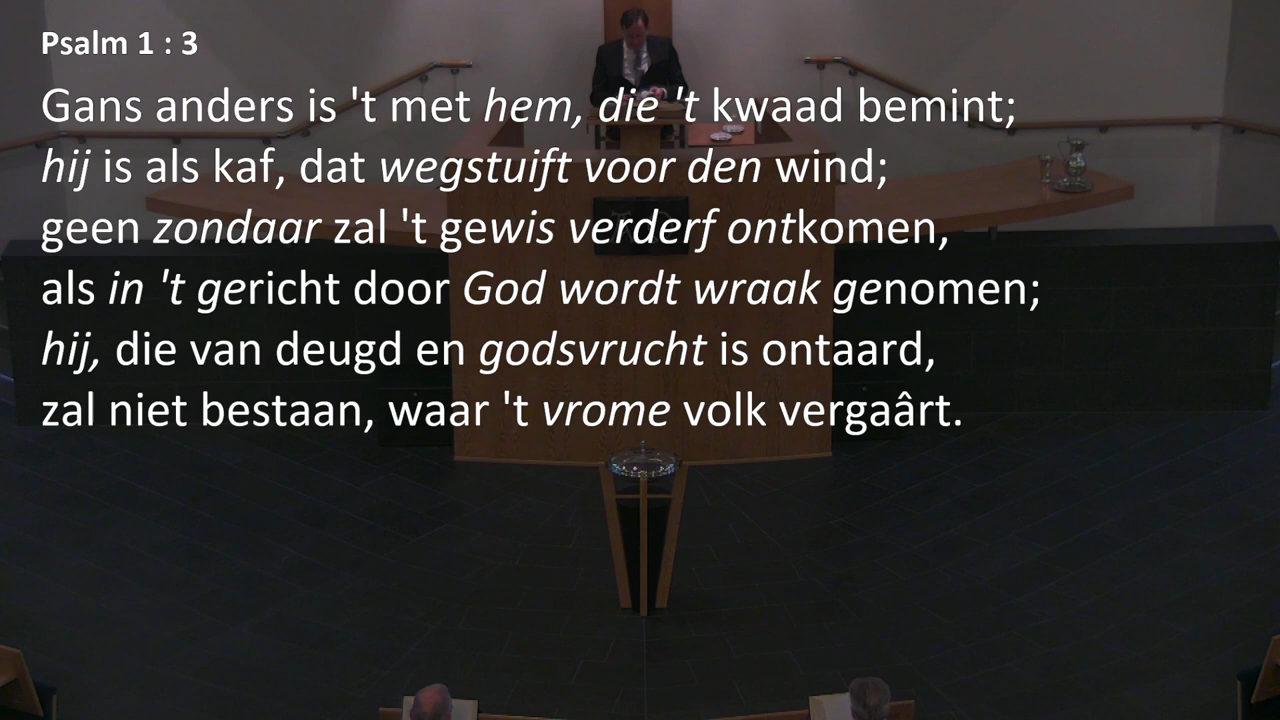 Psalm 1 : 3
Gans anders is 't met hem, die 't kwaad bemint;
hij is als kaf, dat wegstuift voor den wind;
geen zondaar zal 't gewis verderf ontkomen,
als in 't gericht door God wordt wraak genomen;
hij, die van deugd en godsvrucht is ontaard,
zal niet bestaan, waar 't vrome volk vergaârt.